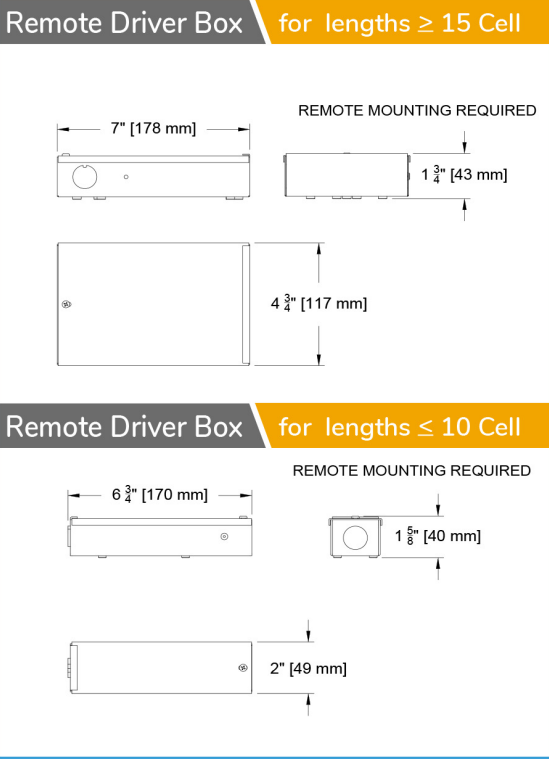 Remote Driver Box for lengths ≥ 15 Cell
REMOTE MOUNTING REQUIRED
7" [178 mm]
1 3/4" [43 mm]
4 3/4" [117 mm]
Remote Driver Box for lengths ≤ 10 Cell
REMOTE MOUNTING REQUIRED
6 3/4" [170 mm]
1 5/8" [40 mm]
2" [49 mm]